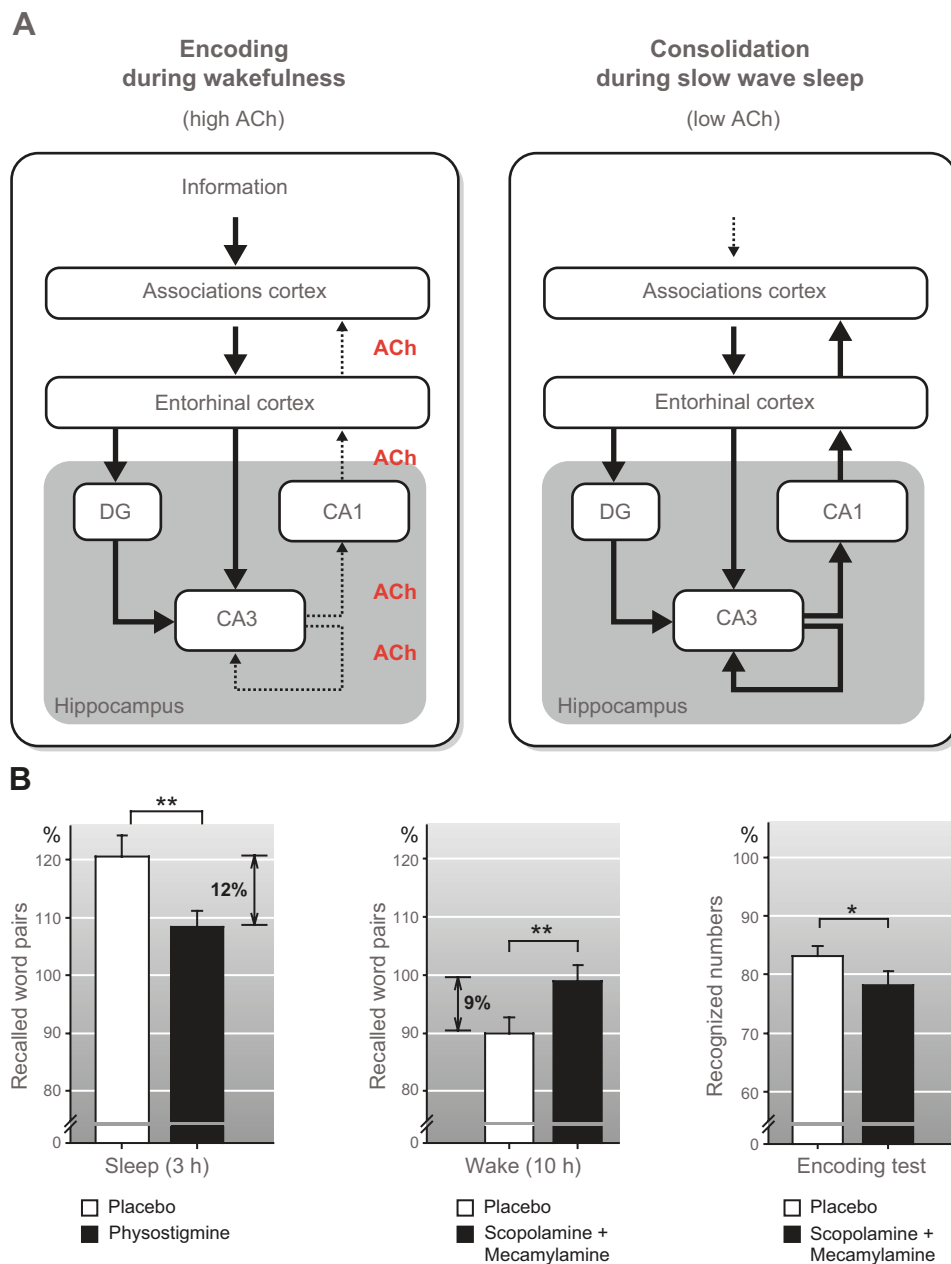 A
Encoding
during wakefulness
(high ACh)
Information
Associations cortex
ACh
Entorhinal cortex
ACh
DG
CA1
ACh
CA3
ACh
Hippocampus
Consolidation
during slow wave sleep
(low ACh)
Associations cortex
Entorhinal cortex
DG
CA1
CA3
Hippocampus
B
**
%
Recalled word pairs
120
110
100
90
80
0
12%
Sleep (3 h)
Placebo
Physostigmine
%
Recalled word pairs
120
110
100
90
80
0
**
9%
Wake (10 h)
Placebo
Scopolamine +
Mecamylamine
%
Recognized numbers
100
90
80
70
60
0
*
Encoding test
Placebo
Scopolamine +
Mecamylamine